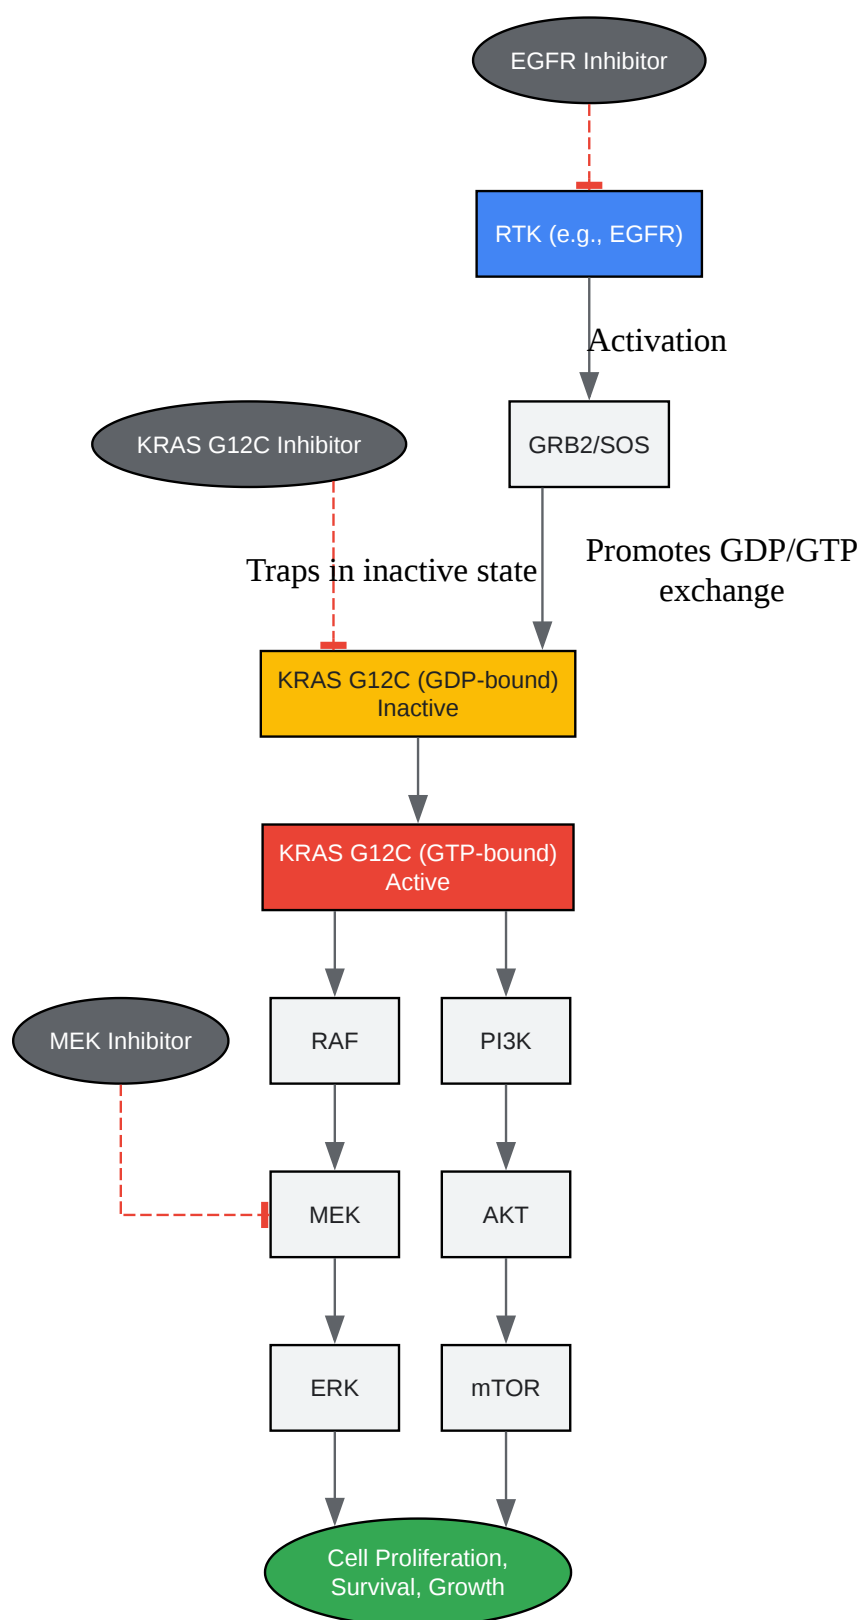 EGFR Inhibitor
RTK (e.g., EGFR)
Activation
KRAS G12C Inhibitor
GRB2/SOS
Traps in inactive state
Promotes GDP/GTP
exchange
KRAS G12C (GDP-bound)
Inactive
KRAS G12C (GTP-bound)
Active
MEK Inhibitor
RAF
PI3K
MEK
AKT
ERK
mTOR
Cell Proliferation,
Survival, Growth